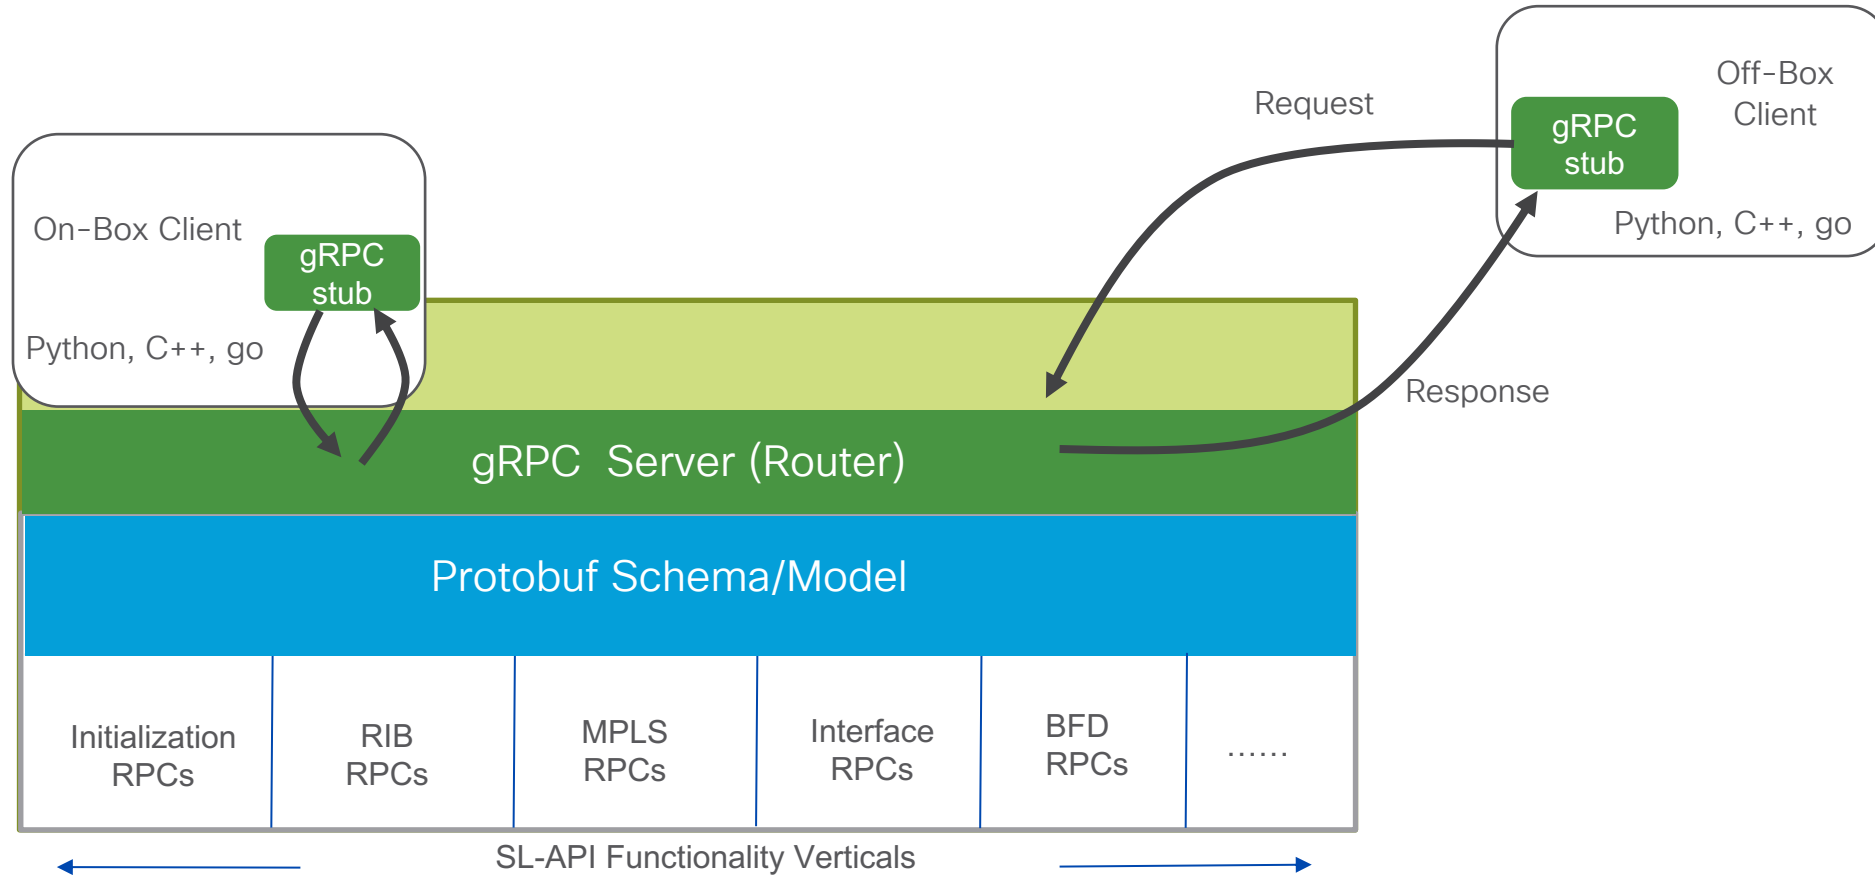 Off-Box
Client
Request
gRPC
stub
Python, C++, go
On-Box Client
gRPC
stub
Python, C++, go
Response
gRPC  Server (Router)
Protobuf Schema/Model
Initialization
RPCs
RIB
RPCs
MPLS
RPCs
Interface
RPCs
BFD
RPCs
......
SL-API Functionality Verticals